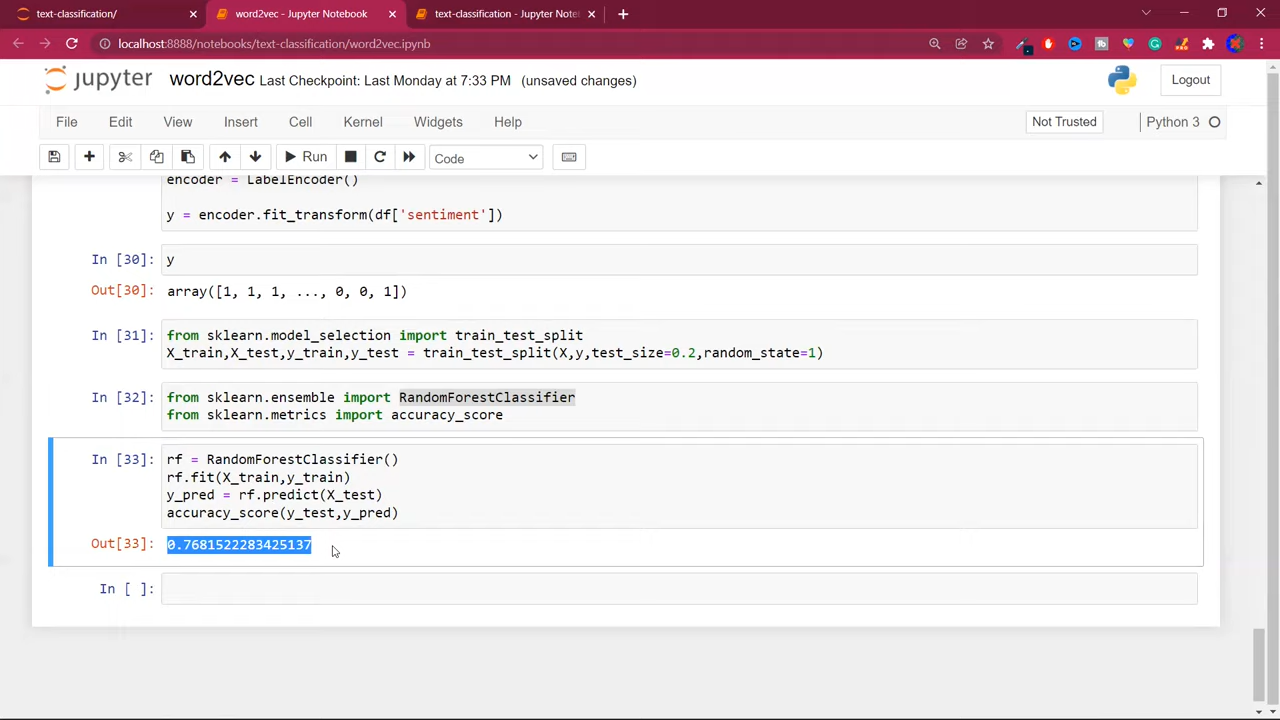 text-classification/
word2vec - Jupyter Notebook
text-classification - Jupyter Note
localhost:8888/notebooks/text-classification/word2vec.ipynb
jupyter word2vec Last Checkpoint: Last Monday at 7:33 PM (unsaved changes)
Logout
File Edit View Insert Cell Kernel Widgets Help
Not Trusted
Python 3
Run
Code
encoder = LabelEncoder()
y = encoder.fit_transform(df['sentiment'])
In [30]: y
Out[30]: array([1, 1, 1, ..., 0, 0, 1])
In [31]: from sklearn.model_selection import train_test_split
X_train,X_test,y_train,y_test = train_test_split(X,y,test_size=0.2,random_state=1)
In [32]: from sklearn.ensemble import RandomForestClassifier
from sklearn.metrics import accuracy_score
In [33]: rf = RandomForestClassifier()
rf.fit(X_train,y_train)
y_pred = rf.predict(X_test)
accuracy_score(y_test,y_pred)
Out[33]: 0.7681522283425137
In [ ]: